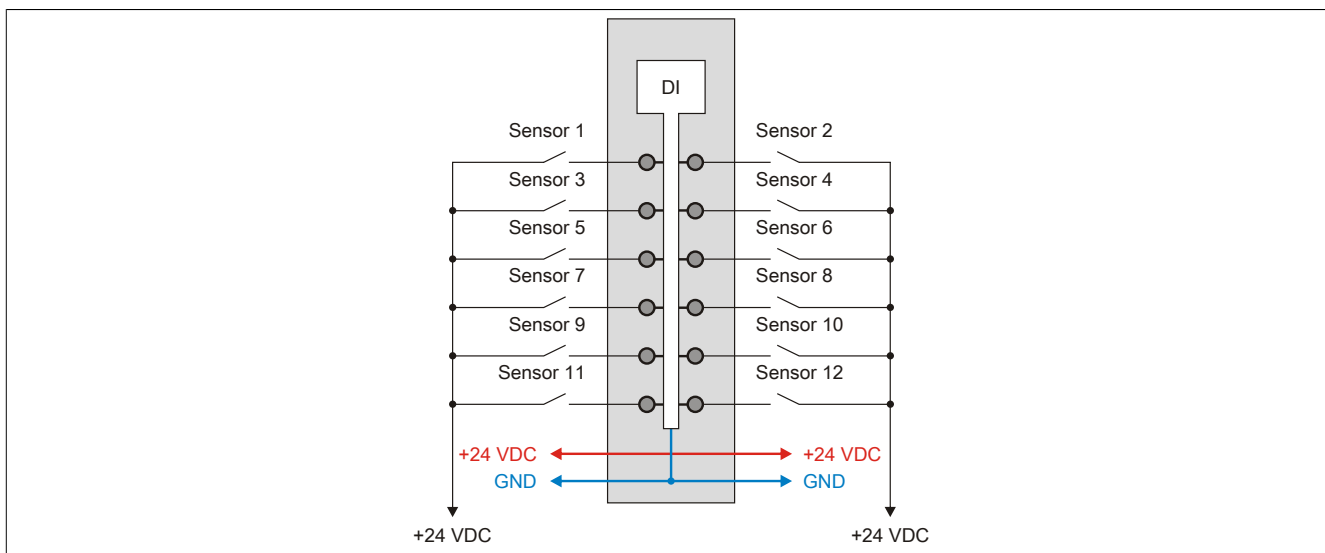 DI
Sensor 1 Sensor 2
Sensor 3 Sensor 4
Sensor 5 Sensor 6
Sensor 7 Sensor 8
Sensor 9 Sensor 10
Sensor 11 Sensor 12
+24 VDC +24 VDC
GND GND
+24 VDC +24 VDC